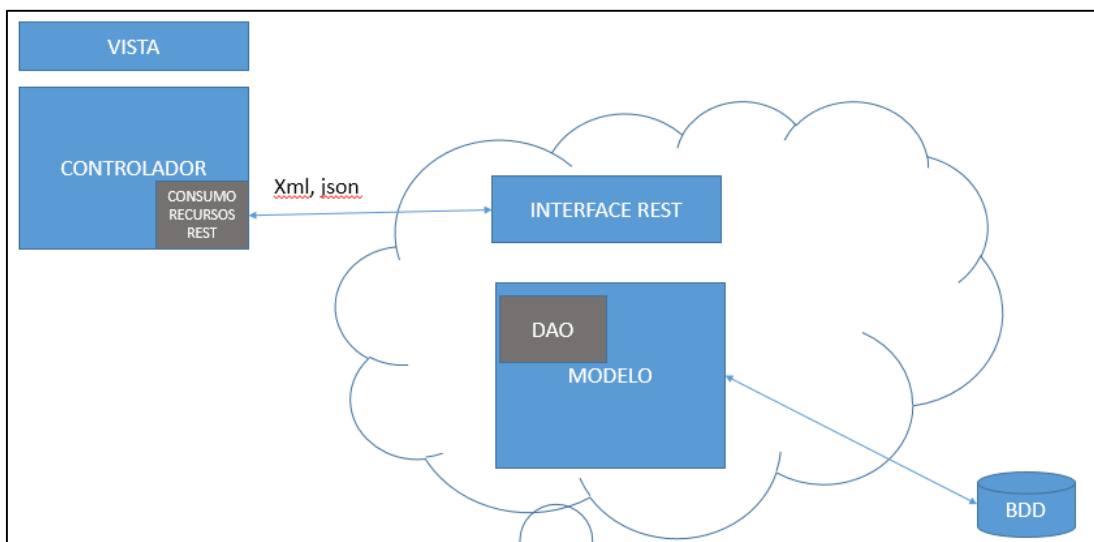 VISTA
CONTROLADOR
CONSUMO
RECURSOS
REST
Xml, json
INTERFACE REST
DAO
MODELO
BDD